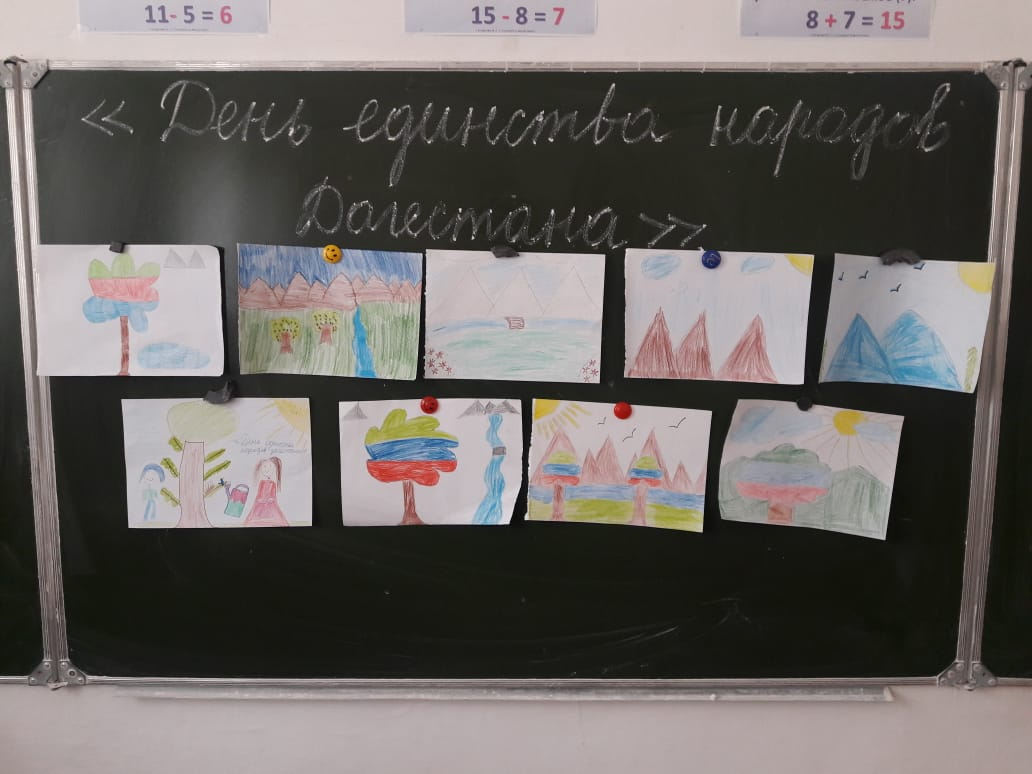 11- 5 = 6
15 - 8 = 7
8 + 7 = 15
« День единства народов
Дагестана »